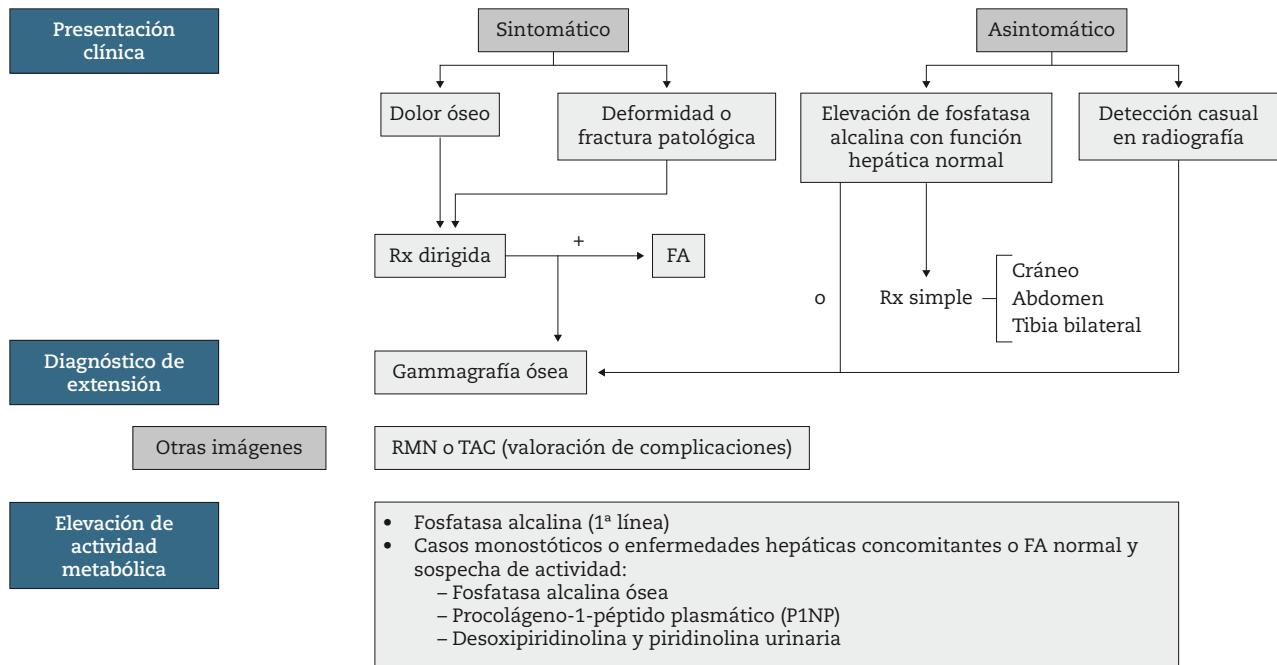 Presentación
clínica
Sintomático
Asintomático
Dolor óseo
Deformidad o
fractura patológica
Elevación de fosfatasa
alcalina con función
hepática normal
Detección casual
en radiografía
Rx dirigida
+
FA
o
Rx simple
Cráneo
Abdomen
Tibia bilateral
Diagnóstico de
extensión
Gammagrafía ósea
Otras imágenes
RMN o TAC (valoración de complicaciones)
Elevación de
actividad
metabólica
• Fosfatasa alcalina (1ª línea)
• Casos monostóticos o enfermedades hepáticas concomitantes o FA normal y
sospecha de actividad:
– Fosfatasa alcalina ósea
– Procolágeno-1-péptido plasmático (P1NP)
– Desoxipiridinolina y piridinolina urinaria